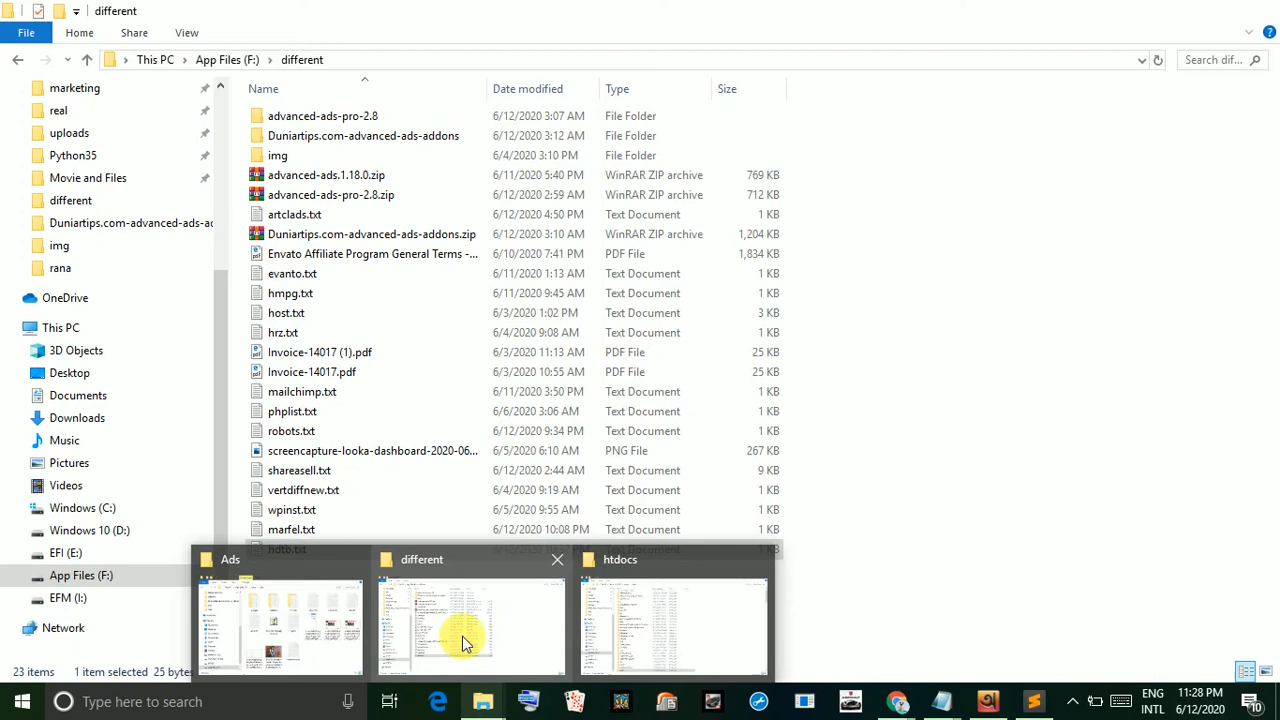 different
File Home Share View
This PC > App Files (F:) > different Search dif...
marketing
real
uploads
Python35
Movie and Files
different
Duniartips.com-advanced-ads-ac
img
rana
OneDrive
This PC
3D Objects
Desktop
Documents
Downloads
Music
Pictures
Videos
Windows (C:)
Windows 10 (D:)
EFI (E:)
App Files (F:)
EFM (I:)
Network
Name Date modified Type Size
advanced-ads-pro-2.8 6/12/2020 3:07 AM File Folder
Duniartips.com-advanced-ads-addons 6/12/2020 3:12 AM File Folder
img 6/4/2020 3:10 PM File Folder
advanced-ads.1.18.0.zip 6/11/2020 5:40 PM WinRAR ZIP archive 769 KB
advanced-ads-pro-2.8.zip 6/12/2020 2:59 AM WinRAR ZIP archive 712 KB
artclads.txt 6/12/2020 4:50 PM Text Document 1 KB
Duniartips.com-advanced-ads-addons.zip 6/12/2020 3:10 AM WinRAR ZIP archive 1,204 KB
Envato Affiliate Program General Terms -... 6/10/2020 7:41 PM PDF File 1,834 KB
evanto.txt 6/11/2020 1:13 AM Text Document 1 KB
hmpg.txt 6/11/2020 9:45 AM Text Document 1 KB
host.txt 6/3/2020 1:02 PM Text Document 3 KB
hrz.txt 6/4/2020 9:08 AM Text Document 1 KB
Invoice-14017 (1).pdf 6/3/2020 11:13 AM PDF File 25 KB
Invoice-14017.pdf 6/3/2020 10:55 AM PDF File 25 KB
mailchimp.txt 6/11/2020 3:50 PM Text Document 1 KB
phplist.txt 6/6/2020 3:06 AM Text Document 1 KB
robots.txt 6/12/2020 9:34 PM Text Document 1 KB
screencapture-looka-dashboard-2020-06... 6/5/2020 6:10 AM PNG File 267 KB
shareasell.txt 6/12/2020 2:44 AM Text Document 9 KB
vertdiffnew.txt 6/4/2020 9:19 AM Text Document 1 KB
wpinst.txt 6/5/2020 9:55 AM Text Document 1 KB
marfel.txt 6/12/2020 10:08 PM Text Document 1 KB
hdtb.txt Text Document 1 KB
Ads different htdocs
23 items
Type here to search
ENG 11:28 PM
INTL 6/12/2020
10